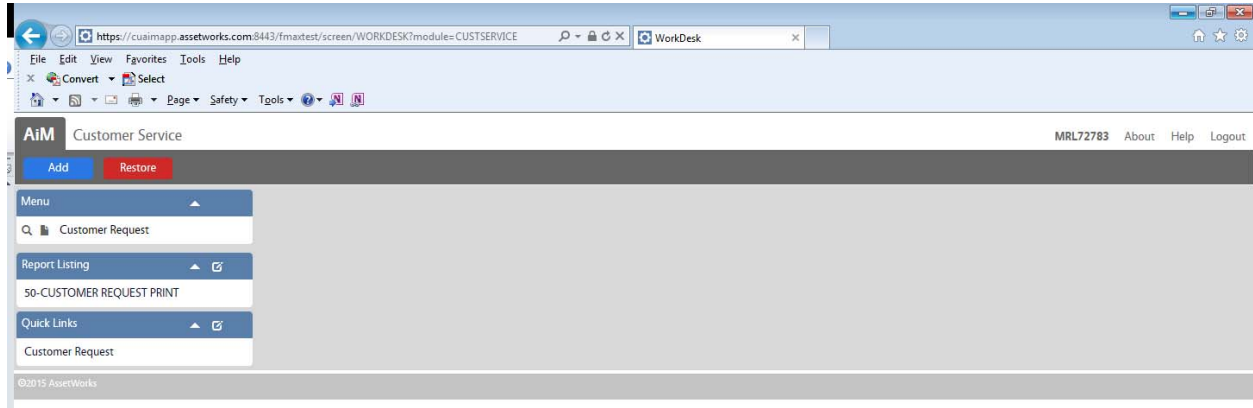 https://cuaimapp.assetworks.com:8443/fmaxtest/screen/WORKDESK?module=CUSTSERVICE
WorkDesk
File Edit View Favorites Tools Help
Convert Select
Page Safety Tools
AiM Customer Service MRL72783 About Help Logout
Add Restore
Menu
Customer Request
Report Listing
50-CUSTOMER REQUEST PRINT
Quick Links
Customer Request
©2015 AssetWorks